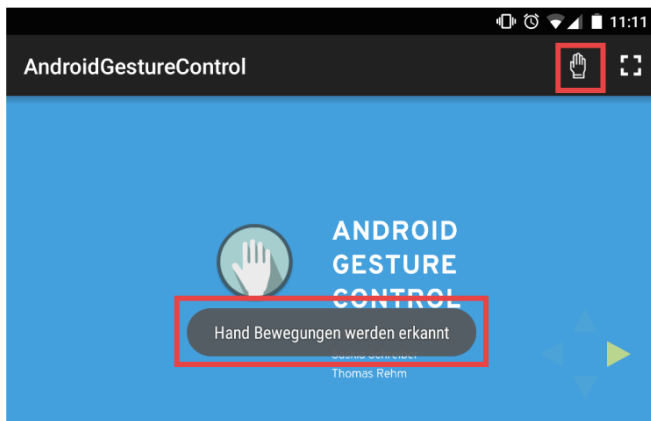 11:11
AndroidGestureControl
ANDROID
GESTURE
CONTROL
Hand Bewegungen werden erkannt
Thomas Rehm